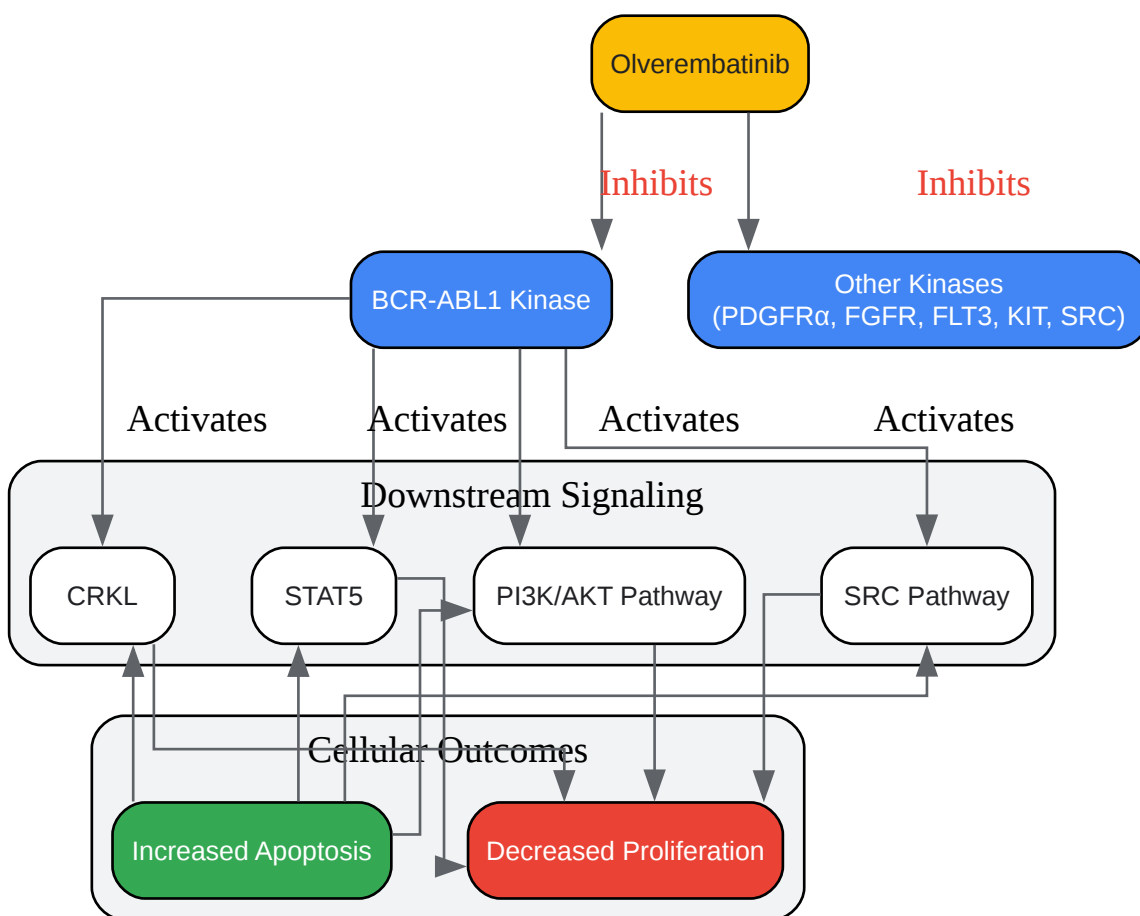 Olverembatinib
Inhibits
Inhibits
BCR-ABL1 Kinase
Other Kinases
(PDGFRα, FGFR, FLT3, KIT, SRC)
Activates
Activates
Activates
Activates
Downstream Signaling
CRKL
STAT5
PI3K/AKT Pathway
SRC Pathway
Cellular Outcomes
Increased Apoptosis
Decreased Proliferation